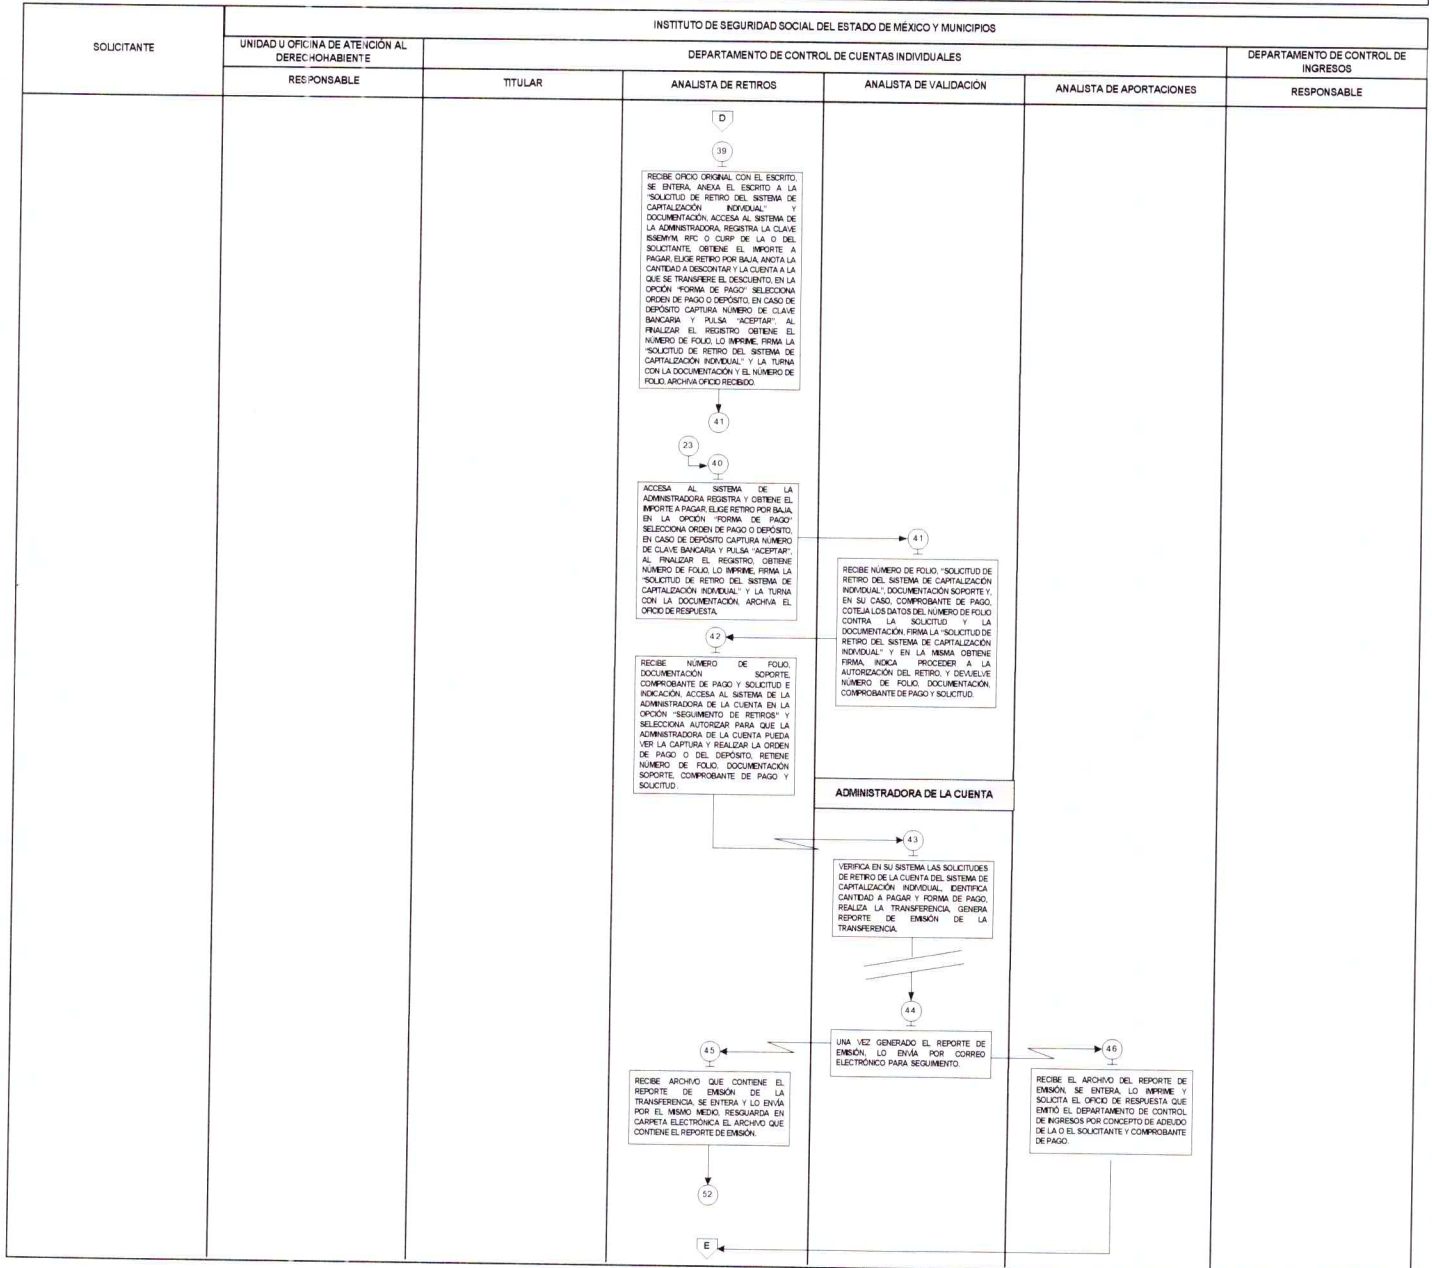 INSTITUTO DE SEGURIDAD SOCIAL DEL ESTADO DE MÉXICO Y MUNICIPIOS
SOLICITANTE
UNIDAD U OFICINA DE ATENCIÓN AL
DERECHOHABIENTE
DEPARTAMENTO DE CONTROL DE CUENTAS INDIVIDUALES
DEPARTAMENTO DE CONTROL DE
INGRESOS
RESPONSABLE
TITULAR
ANALISTA DE RETIROS
ANALISTA DE VALIDACIÓN
ANALISTA DE APORTACIONES
RESPONSABLE
D
39
RECIBE OFICIO ORIGINAL CON EL ESCRITO,
SE ENTERA, ANEXA EL ESCRITO A LA
"SOLICITUD DE RETIRO DEL SISTEMA DE
CAPITALIZACIÓN INDIVIDUAL" Y
DOCUMENTACIÓN, ACCESA AL SISTEMA DE
LA ADMINISTRADORA, REGISTRA LA CLAVE
ISSEMYM, RFC O CURP DE LA O DEL
SOLICITANTE, OBTIENE EL IMPORTE A
PAGAR, ELIGE RETIRO POR BAJA, ANOTA LA
CANTIDAD A DESCONTAR Y LA CUENTA A LA
QUE SE TRANSFIERE EL DESCUENTO, EN LA
OPCIÓN "FORMA DE PAGO" SELECCIONA
ORDEN DE PAGO O DEPÓSITO, EN CASO DE
DEPÓSITO CAPTURA NÚMERO DE CLAVE
BANCARIA Y PULSA "ACEPTAR", AL
FINALIZAR EL REGISTRO OBTIENE EL
NÚMERO DE FOLIO, LO IMPRIME, FIRMA LA
"SOLICITUD DE RETIRO DEL SISTEMA DE
CAPITALIZACIÓN INDIVIDUAL" Y LA TURNA
CON LA DOCUMENTACIÓN Y EL NÚMERO DE
FOLIO, ARCHIVA OFICIO RECIBIDO.
41
23
40
ACCESA AL SISTEMA DE LA
ADMINISTRADORA REGISTRA Y OBTIENE EL
IMPORTE A PAGAR, ELIGE RETIRO POR BAJA,
EN LA OPCIÓN "FORMA DE PAGO"
SELECCIONA ORDEN DE PAGO O DEPÓSITO,
EN CASO DE DEPÓSITO CAPTURA NÚMERO
DE CLAVE BANCARIA Y PULSA "ACEPTAR",
AL FINALIZAR EL REGISTRO, OBTIENE
NÚMERO DE FOLIO, LO IMPRIME, FIRMA LA
"SOLICITUD DE RETIRO DEL SISTEMA DE
CAPITALIZACIÓN INDIVIDUAL" Y LA TURNA
CON LA DOCUMENTACIÓN, ARCHIVA EL
OFICIO DE RESPUESTA.
41
RECIBE NÚMERO DE FOLIO, "SOLICITUD DE
RETIRO DEL SISTEMA DE CAPITALIZACIÓN
INDIVIDUAL", DOCUMENTACIÓN SOPORTE Y,
EN SU CASO, COMPROBANTE DE PAGO,
COTEJA LOS DATOS DEL NÚMERO DE FOLIO
CONTRA LA SOLICITUD Y LA
DOCUMENTACIÓN, FIRMA LA "SOLICITUD DE
RETIRO DEL SISTEMA DE CAPITALIZACIÓN
INDIVIDUAL" Y EN LA MISMA OBTIENE
FIRMA, INDICA PROCEDER A LA
AUTORIZACIÓN DEL RETIRO, Y DEVUELVE
NÚMERO DE FOLIO, DOCUMENTACIÓN,
COMPROBANTE DE PAGO Y SOLICITUD.
42
RECIBE NÚMERO DE FOLIO,
DOCUMENTACIÓN SOPORTE,
COMPROBANTE DE PAGO Y SOLICITUD E
INDICACIÓN, ACCESA AL SISTEMA DE LA
ADMINISTRADORA DE LA CUENTA EN LA
OPCIÓN "SEGUIMIENTO DE RETIROS" Y
SELECCIONA AUTORIZAR PARA QUE LA
ADMINISTRADORA DE LA CUENTA PUEDA
VER LA CAPTURA Y REALIZAR LA ORDEN
DE PAGO O DEL DEPÓSITO, RETIENE
NÚMERO DE FOLIO, DOCUMENTACIÓN
SOPORTE, COMPROBANTE DE PAGO Y
SOLICITUD.
ADMINISTRADORA DE LA CUENTA
43
VERIFICA EN SU SISTEMA LAS SOLICITUDES
DE RETIRO DE LA CUENTA DEL SISTEMA DE
CAPITALIZACIÓN INDIVIDUAL, IDENTIFICA
CANTIDAD A PAGAR Y FORMA DE PAGO,
REALIZA LA TRANSFERENCIA, GENERA
REPORTE DE EMISIÓN DE LA
TRANSFERENCIA.
44
UNA VEZ GENERADO EL REPORTE DE
EMISIÓN, LO ENVÍA POR CORREO
ELECTRÓNICO PARA SEGUIMIENTO.
45
RECIBE ARCHIVO QUE CONTIENE EL
REPORTE DE EMISIÓN DE LA
TRANSFERENCIA, SE ENTERA Y LO ENVÍA
POR EL MISMO MEDIO, RESGUARDA EN
CARPETA ELECTRÓNICA EL ARCHIVO QUE
CONTIENE EL REPORTE DE EMISIÓN.
46
RECIBE EL ARCHIVO DEL REPORTE DE
EMISIÓN, SE ENTERA, LO IMPRIME Y
SOLICITA EL OFICIO DE RESPUESTA QUE
EMITIÓ EL DEPARTAMENTO DE CONTROL
DE INGRESOS POR CONCEPTO DE ADEUDO
DE LA O EL SOLICITANTE Y COMPROBANTE
DE PAGO.
52
E